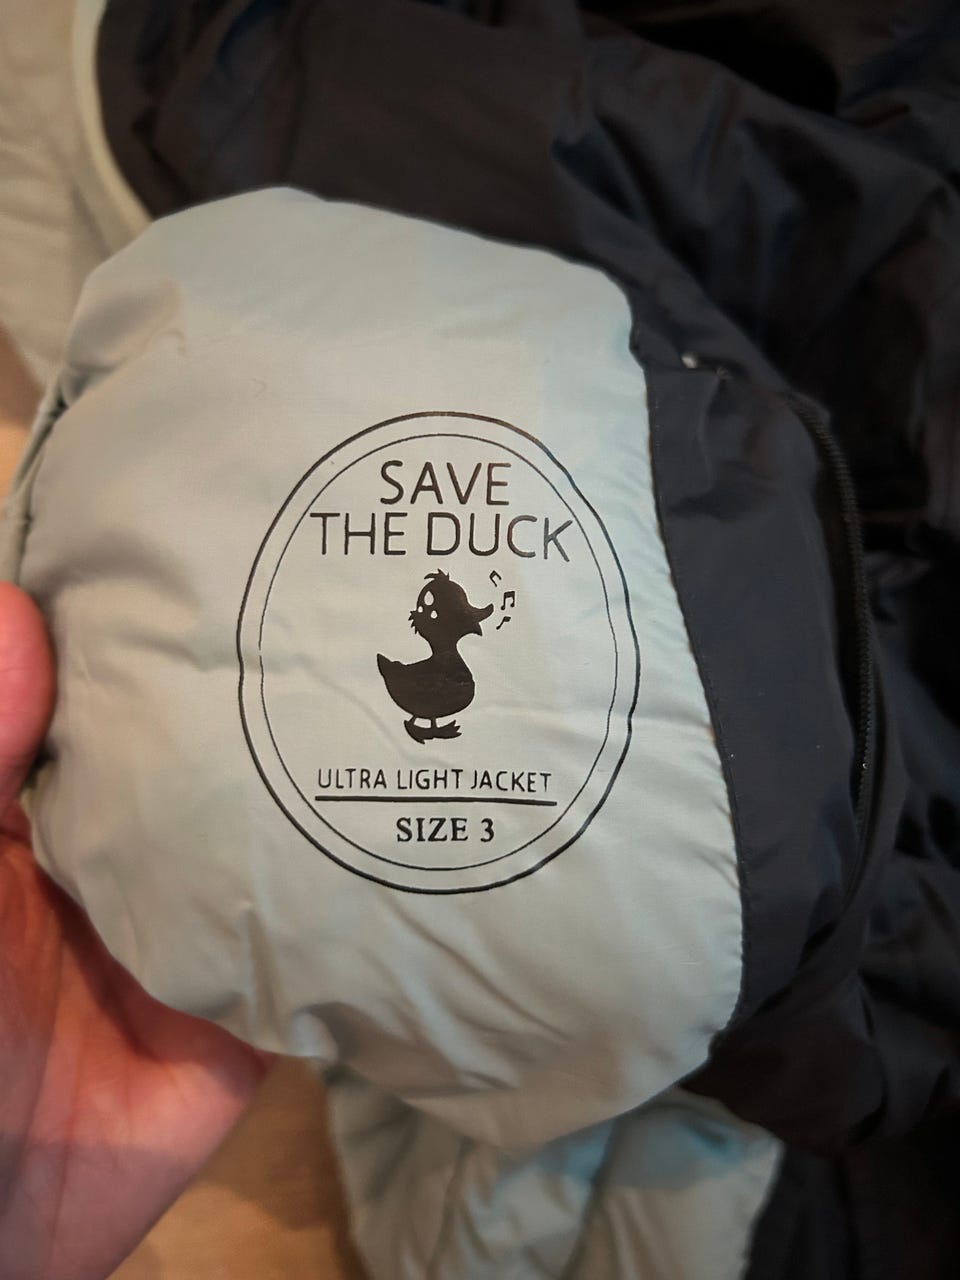 SAVE
THE DUCK
ULTRA LIGHT JACKET
SIZE 3